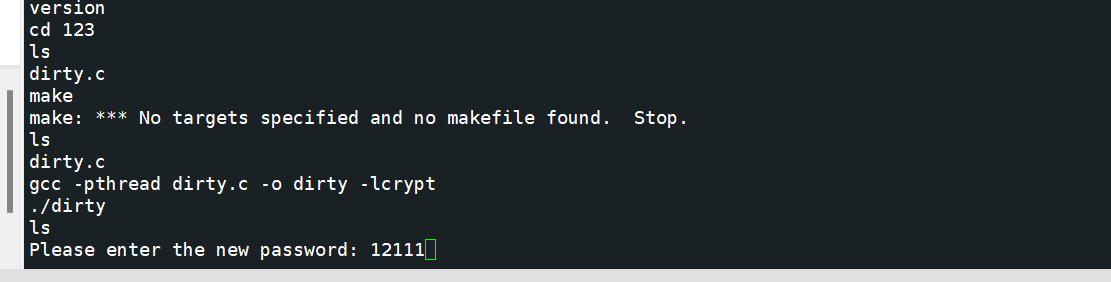 version
cd 123
ls
dirty.c
make
make: *** No targets specified and no makefile found.  Stop.
ls
dirty.c
gcc -pthread dirty.c -o dirty -lcrypt
./dirty
ls
Please enter the new password: 12111